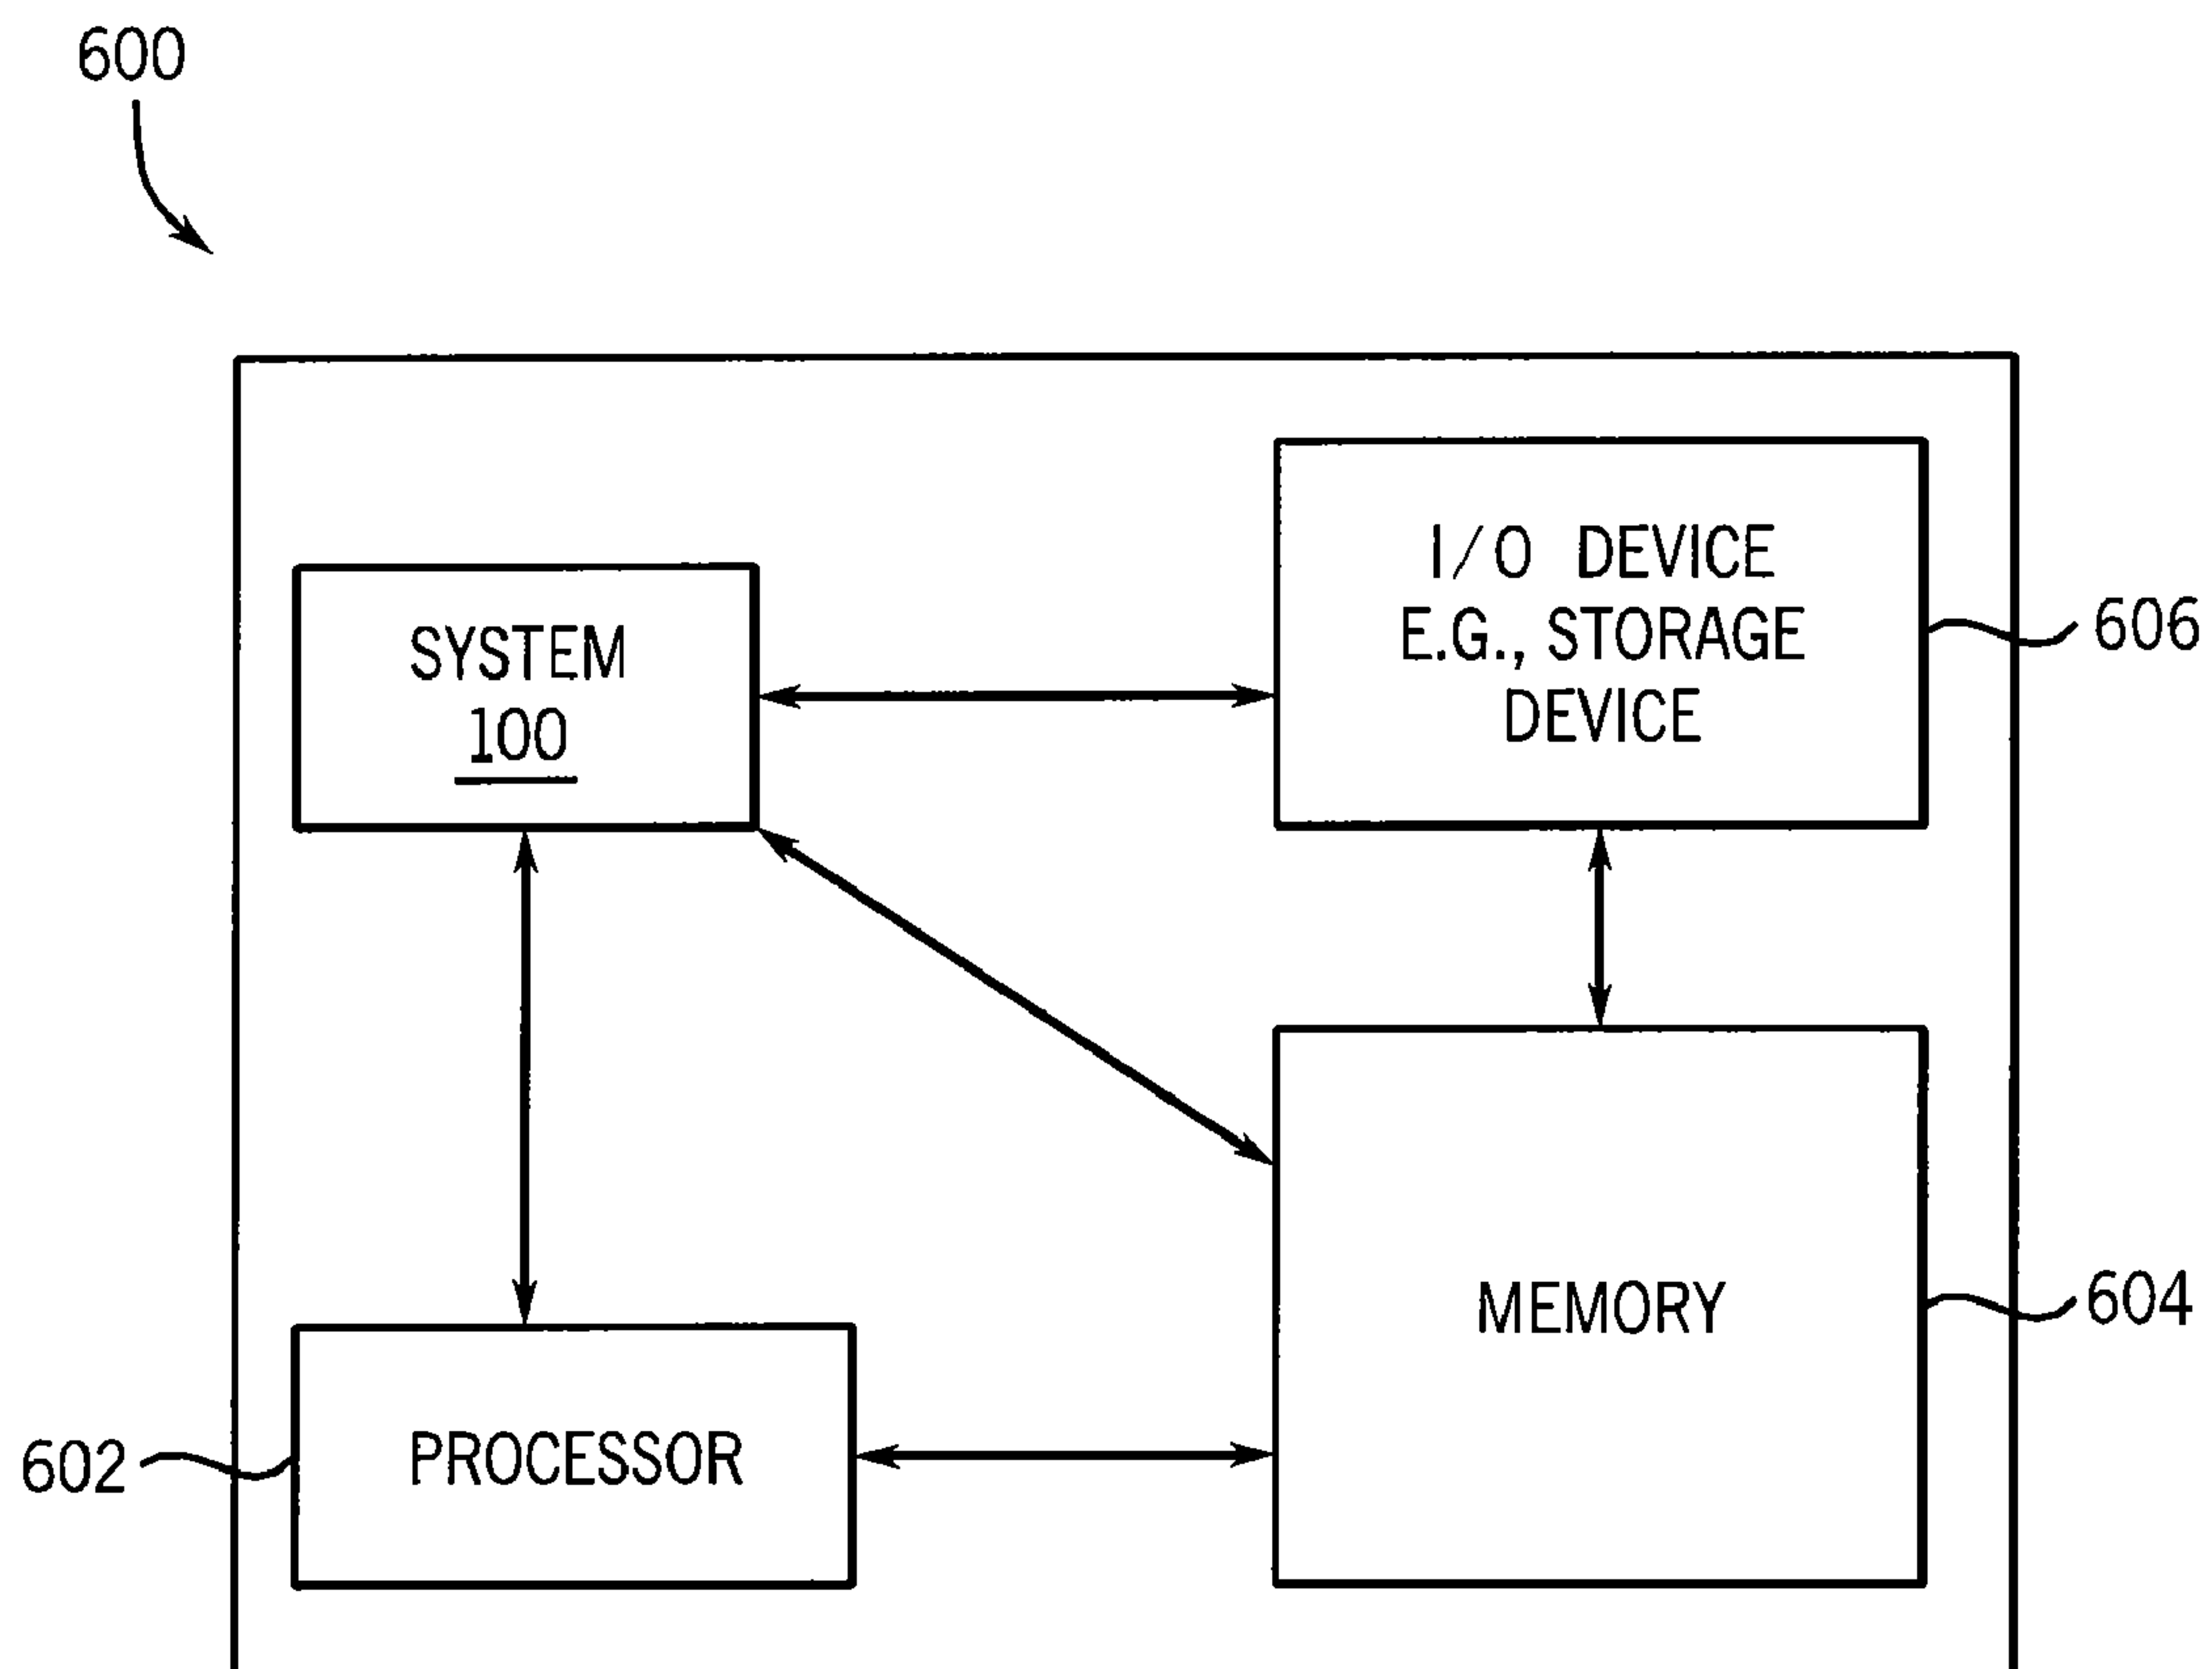 600
I/O DEVICE
E.G., STORAGE
DEVICE
606
SYSTEM
100
MEMORY
604
PROCESSOR
602